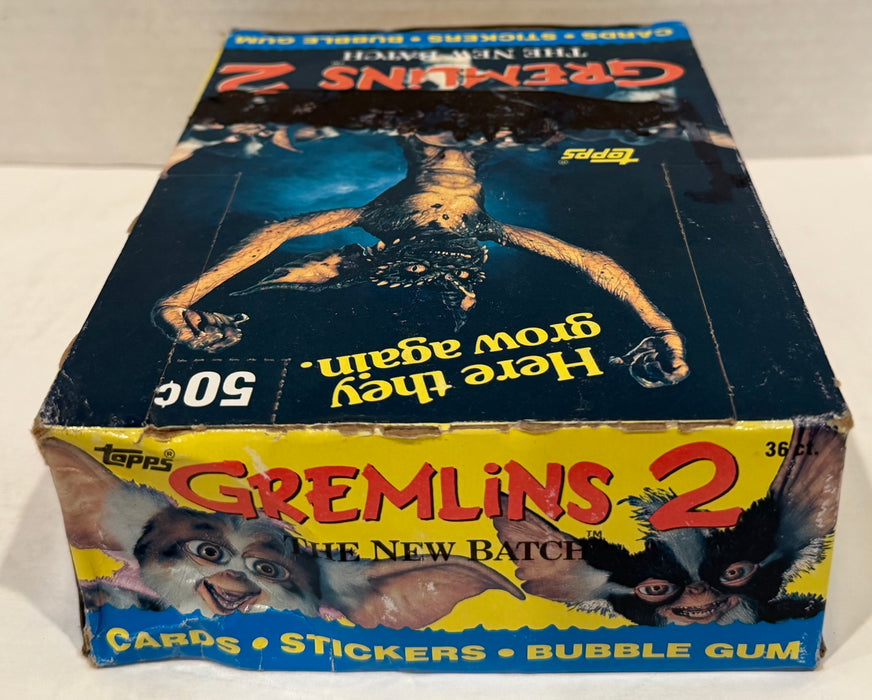 CARDS • STICKERS • BUBBLE GUM
THE NEW BATCH
GREMLiNS 2
topps®
Here they
grow again.
50¢
topps®
36 ct.
GREMLiNS 2
THE NEW BATCH™
CARDS • STICKERS • BUBBLE GUM